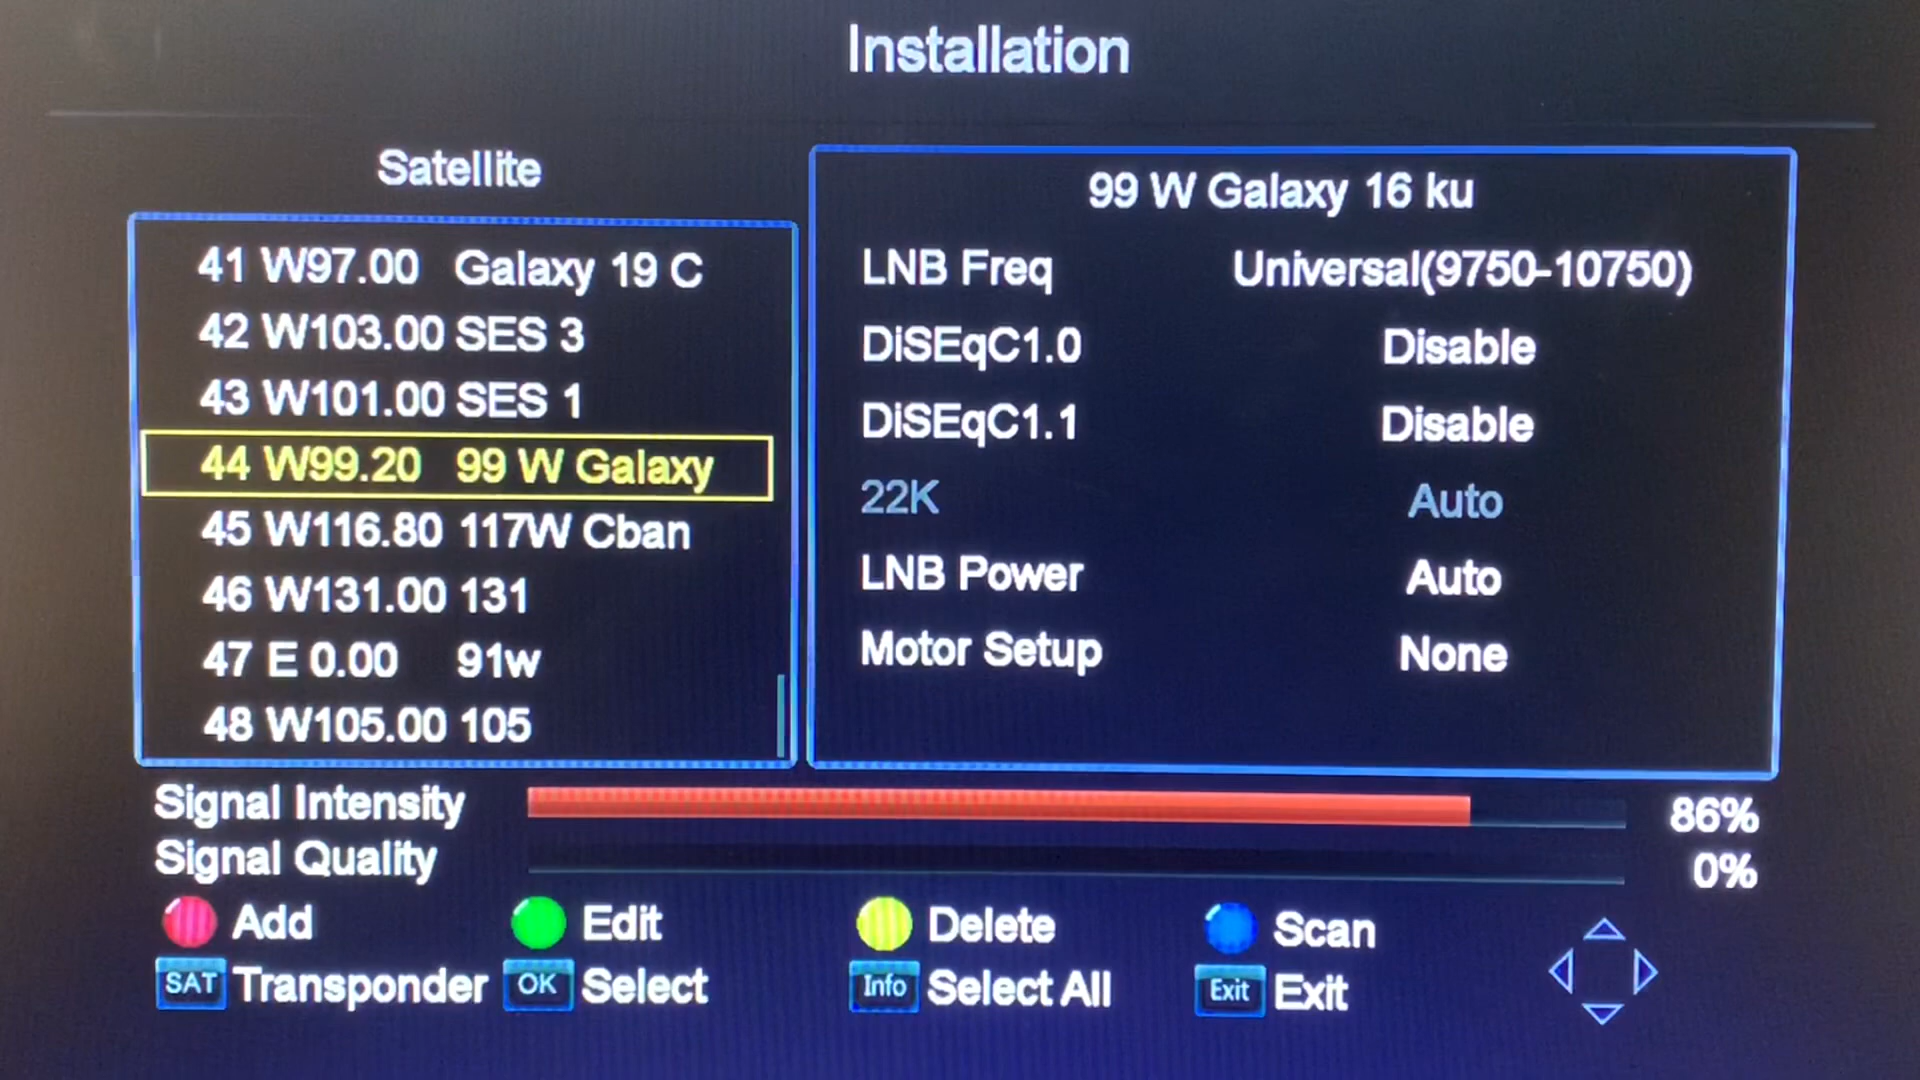 Installation
Satellite
41 W97.00 Galaxy 19 C
42 W103.00 SES 3
43 W101.00 SES 1
44 W99.20 99 W Galaxy
45 W116.80 117W Cban
46 W131.00 131
47 E 0.00 91w
48 W105.00 105
99 W Galaxy 16 ku
LNB Freq Universal(9750-10750)
DiSEqC1.0 Disable
DiSEqC1.1 Disable
22K Auto
LNB Power Auto
Motor Setup None
Signal Intensity 86%
Signal Quality 0%
Add Edit Delete Scan
SAT Transponder OK Select Info Select All Exit Exit